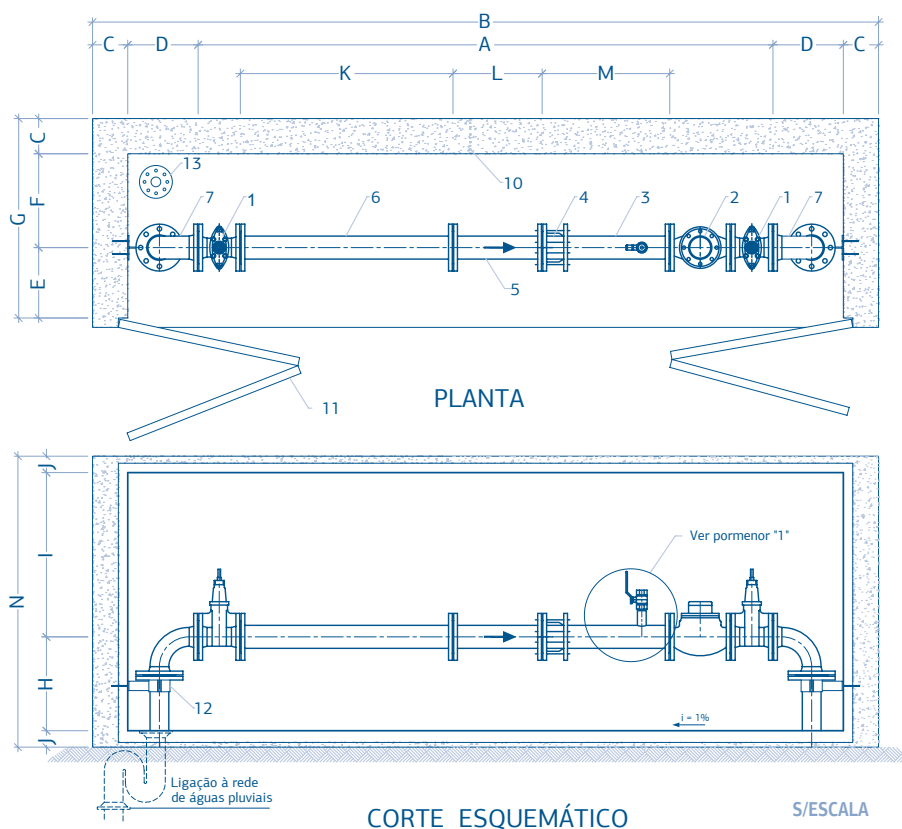 B
C
D
A
D
C
K
L
M
C
G
F
E
13
7
1
6
10
4
3
2
1
7
5
11
PLANTA
J
I
N
H
J
Ver pormenor "1"
12
i = 1%
Ligação à rede
de águas pluviais
CORTE ESQUEMÁTICO
S/ESCALA